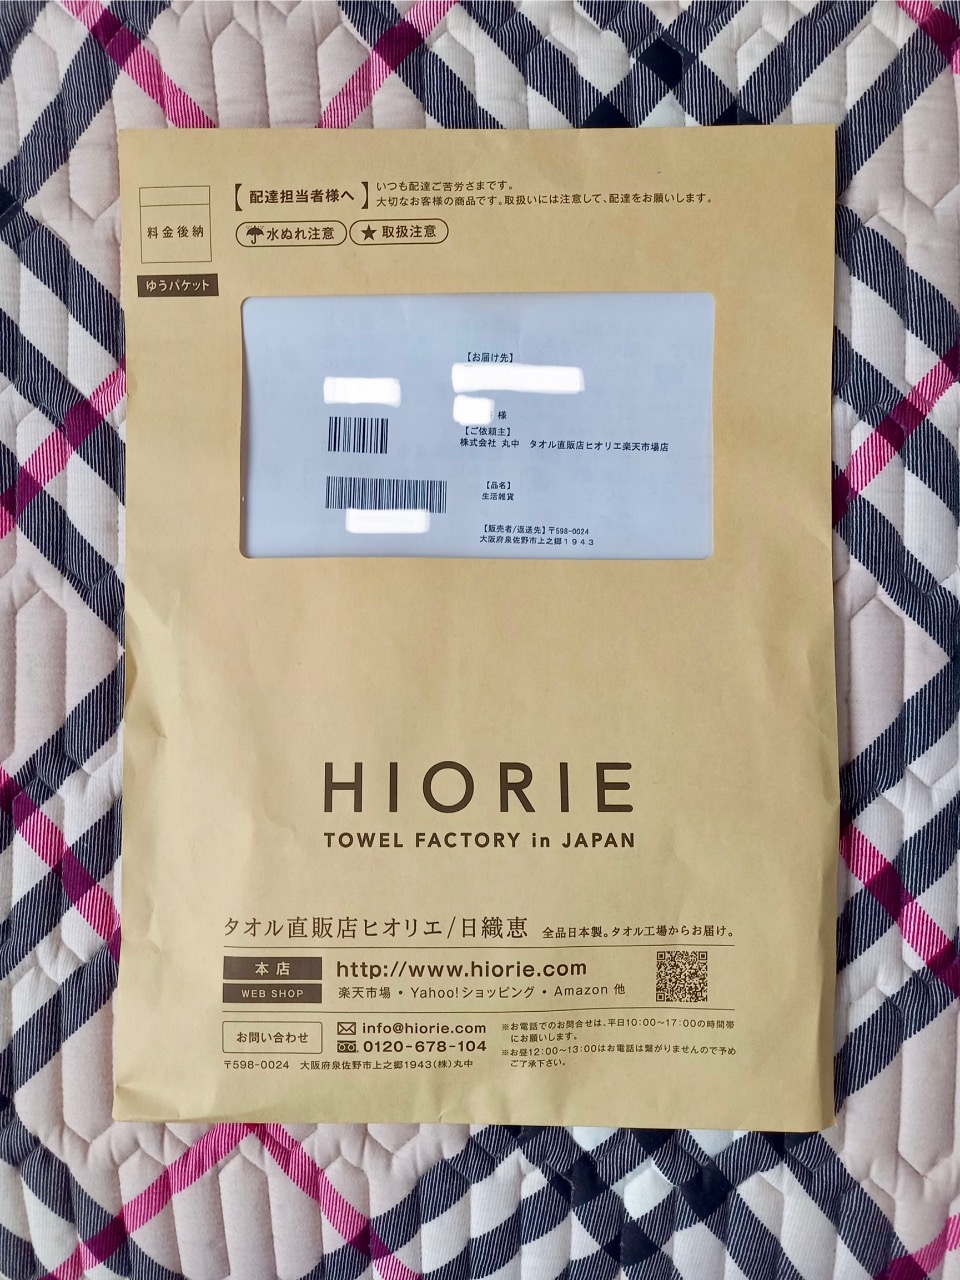 料金後納
ゆうパケット
【配達担当者様へ】
いつも配達ご苦労さまです。
大切なお客様の商品です。取扱いには注意して、配達をお願いします。
水ぬれ注意
取扱注意
【お届け先】
様
【ご依頼主】
株式会社 丸中 タオル直販店ヒオリエ楽天市場店
【品名】
生活雑貨
【販売者/返送先】〒598-0024
大阪府泉佐野市上之郷1943
HIORIE
TOWEL FACTORY in JAPAN
タオル直販店ヒオリエ/日織恵 全品日本製。タオル工場からお届け。
本店
WEB SHOP
http://www.hiorie.com
楽天市場・Yahoo!ショッピング・Amazon 他
お問い合わせ
info@hiorie.com
0120-678-104
※お電話でのお問合せは、平日10:00〜17:00の時間帯
にお願いします。
※お昼12:00〜13:00はお電話は繋がりませんので予め
ご了承下さい。
〒598-0024 大阪府泉佐野市上之郷1943(株)丸中